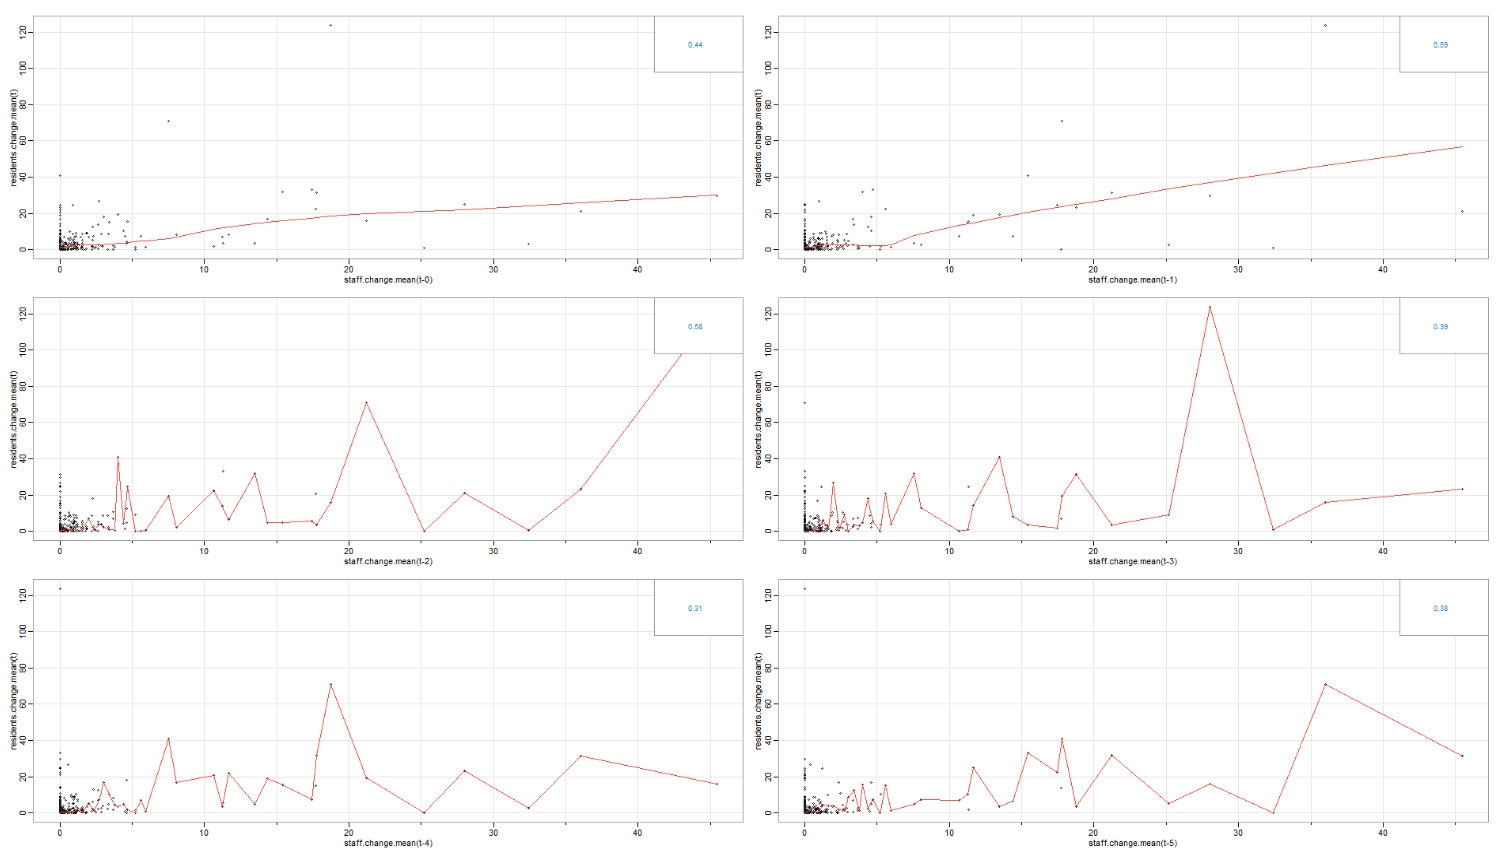 residents.change.mean(t)
0 20 40 60 80 100 120
0.44
0 10 20 30 40
staff.change.mean(t-0)
residents.change.mean(t)
0 20 40 60 80 100 120
0.59
0 10 20 30 40
staff.change.mean(t-1)
residents.change.mean(t)
0 20 40 60 80 100 120
0.58
0 10 20 30 40
staff.change.mean(t-2)
residents.change.mean(t)
0 20 40 60 80 100 120
0.39
0 10 20 30 40
staff.change.mean(t-3)
residents.change.mean(t)
0 20 40 60 80 100 120
0.31
0 10 20 30 40
staff.change.mean(t-4)
residents.change.mean(t)
0 20 40 60 80 100 120
0.38
0 10 20 30 40
staff.change.mean(t-5)